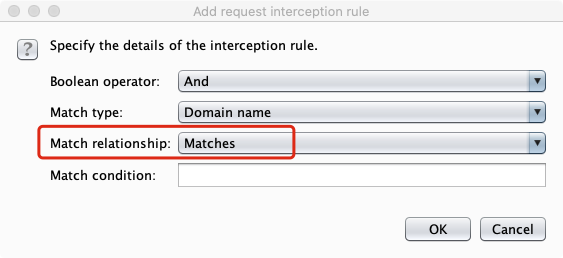 Add request interception rule
?
Specify the details of the interception rule.
Boolean operator: And
Match type: Domain name
Match relationship: Matches
Match condition:
OK Cancel